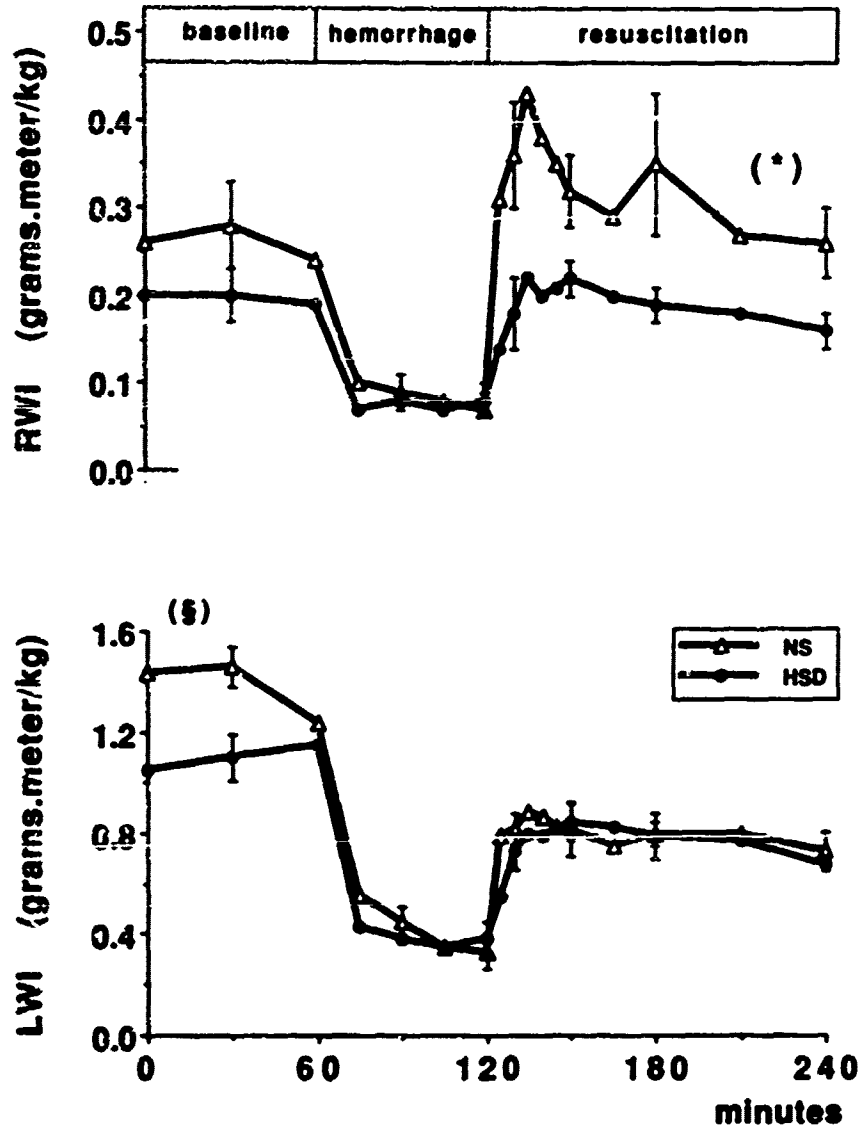 baseline hemorrhage resuscitation
RWI (grams.meter/kg)
0.5
0.4
0.3
0.2
0.1
0.0
(*)
(§)
LWI (grams.meter/kg)
1.6
1.2
0.8
0.4
0.0
NS
HSD
0 60 120 180 240
minutes